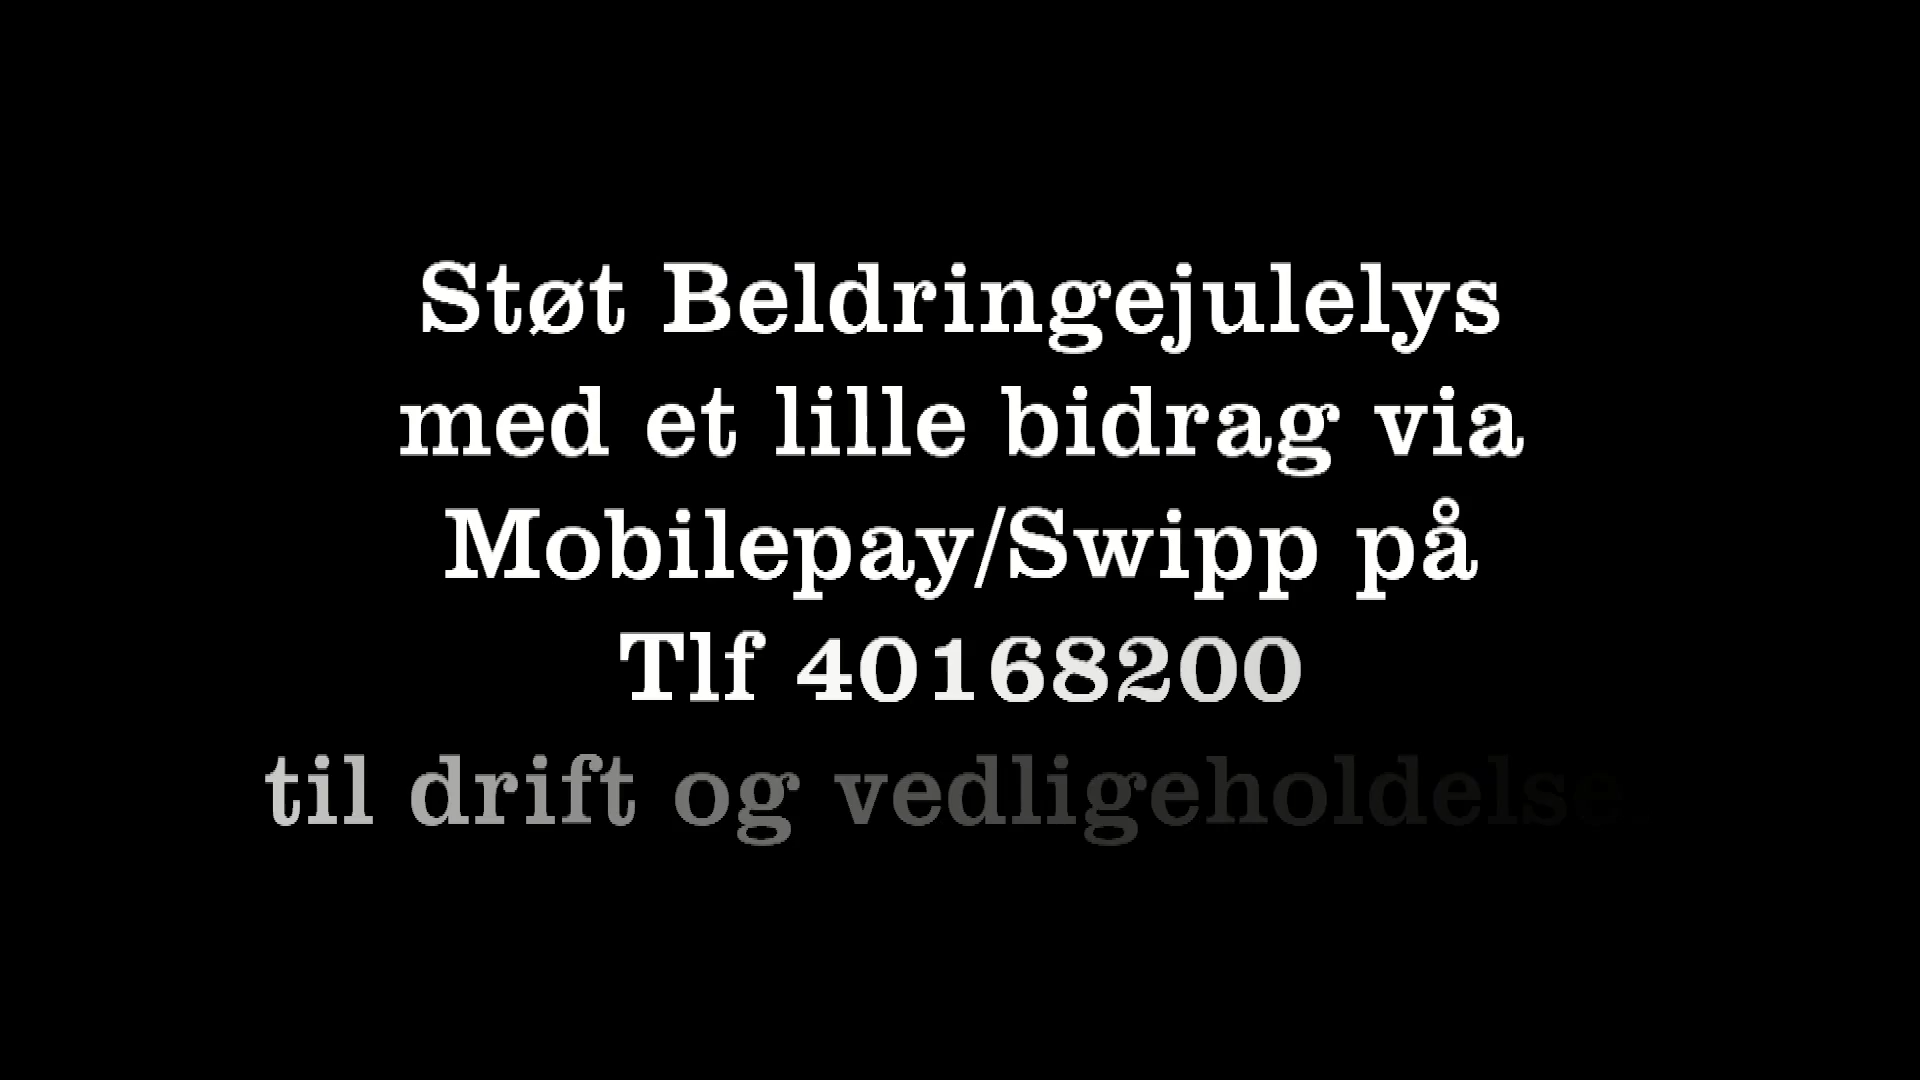 Støt Beldringejulelys
med et lille bidrag via
Mobilepay/Swipp på
Tlf 40168200
til drift og vedligeholdelse